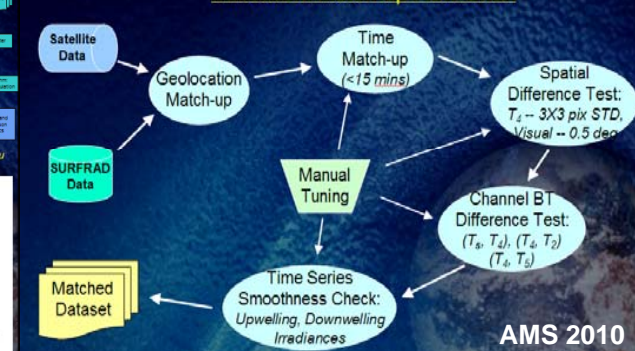 Satellite
Data
SURFRAD
Data
Geolocation
Match-up
Time
Match-up
(<15 mins)
Spatial
Difference Test:
T4 -- 3X3 pix STD,
Visual -- 0.5 deg
Manual
Tuning
Channel BT
Difference Test:
(Ts, T4), (T4, T2)
(T4, T5)
Time Series
Smoothness Check:
Upwelling, Downwelling
Irradiances
Matched
Dataset
AMS 2010